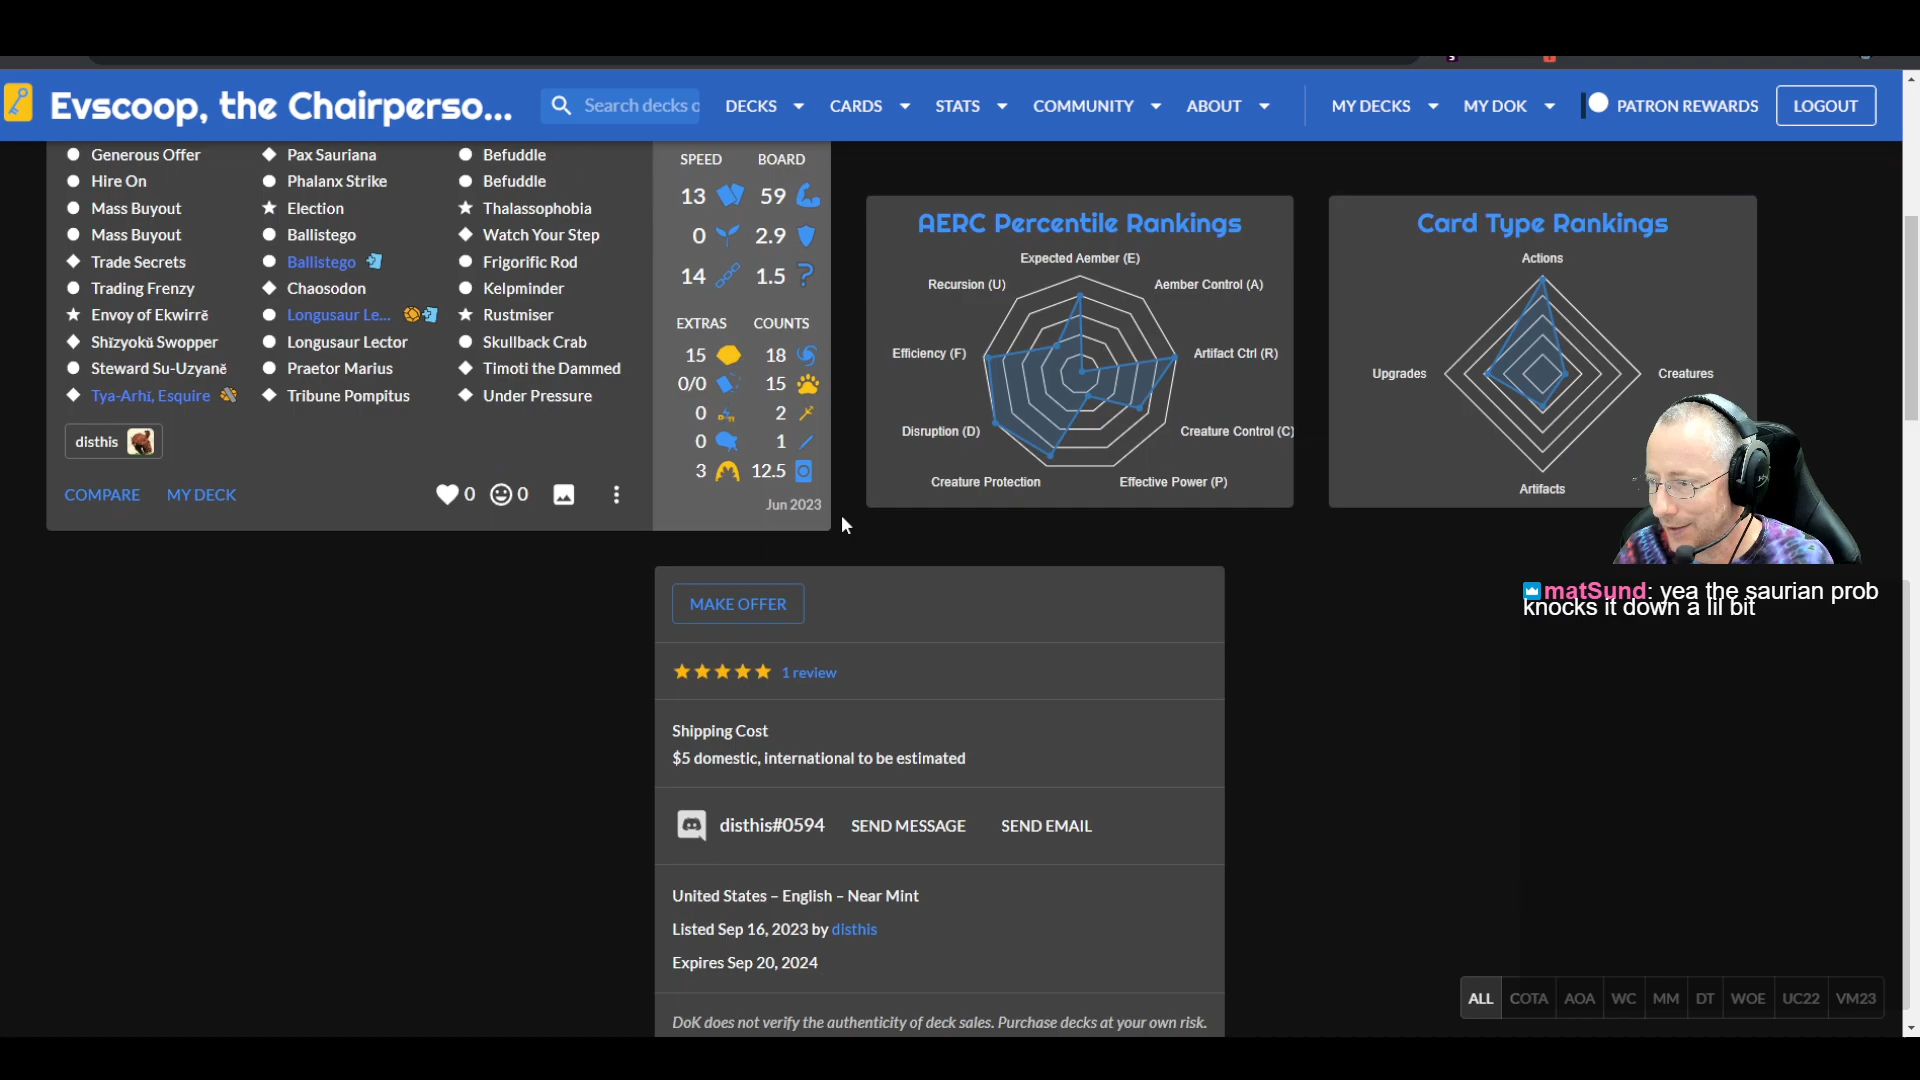 Evscoop, the Chairperso...
Search decks o
DECKS
CARDS
STATS
COMMUNITY
ABOUT
MY DECKS
MY DOK
PATRON REWARDS
LOGOUT
Generous Offer
Hire On
Mass Buyout
Mass Buyout
Trade Secrets
Trading Frenzy
Envoy of Ekwirrĕ
Shĭzyokŭ Swopper
Steward Su-Uzyanĕ
Tya-Arhĭ, Esquire
Pax Sauriana
Phalanx Strike
Election
Ballistego
Ballistego
Chaosodon
Longusaur Le...
Longusaur Lector
Praetor Marius
Tribune Pompitus
Befuddle
Befuddle
Thalassophobia
Watch Your Step
Frigorific Rod
Kelpminder
Rustmiser
Skullback Crab
Timoti the Damned
Under Pressure
disthis
COMPARE
MY DECK
0
0
SPEED BOARD
13 59
0 2.9
14 1.5
EXTRAS COUNTS
15 18
0/0 15
0 2
0 1
3 12.5
Jun 2023
AERC Percentile Rankings
Expected Aember (E)
Recursion (U)
Aember Control (A)
Efficiency (F)
Artifact Ctrl (R)
Disruption (D)
Creature Control (C)
Creature Protection
Effective Power (P)
Card Type Rankings
Actions
Upgrades
Creatures
Artifacts
matSund: yea the saurian prob
knocks it down a lil bit
MAKE OFFER
1 review
Shipping Cost
$5 domestic, international to be estimated
disthis#0594
SEND MESSAGE
SEND EMAIL
United States – English – Near Mint
Listed Sep 16, 2023 by disthis
Expires Sep 20, 2024
DoK does not verify the authenticity of deck sales. Purchase decks at your own risk.
ALL COTA AOA WC MM DT WOE UC22 VM23